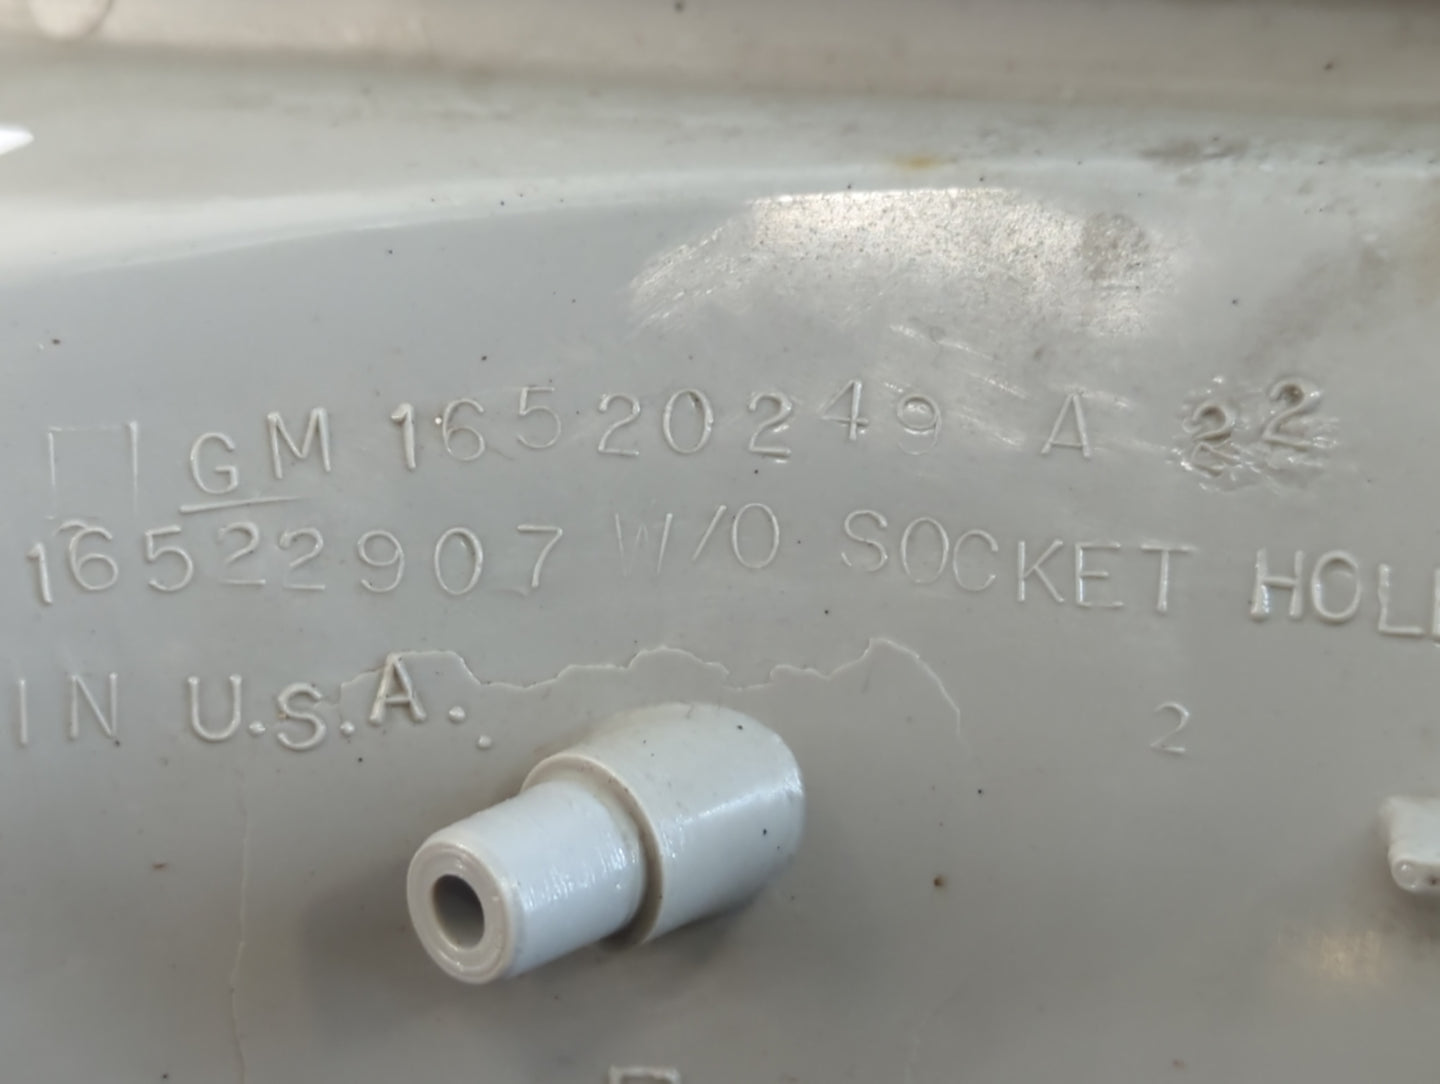 GM 16520249 A 22
16522907 W/O SOCKET HOL
IN U.S.A.
2